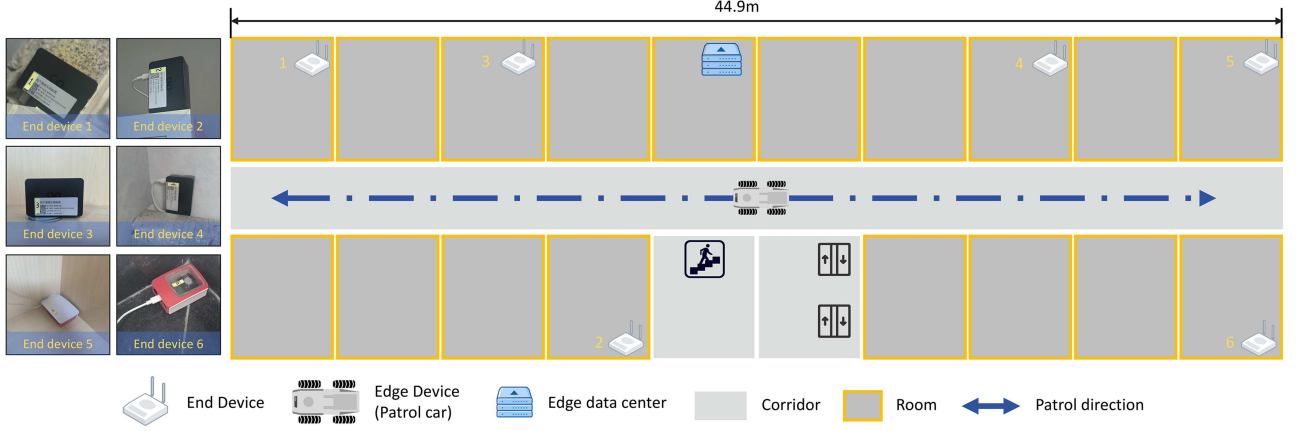 44.9m
End device 1
End device 2
End device 3
End device 4
End device 5
End device 6
1
3
4
5
2
6
End Device
Edge Device
(Patrol car)
Edge data center
Corridor
Room
Patrol direction